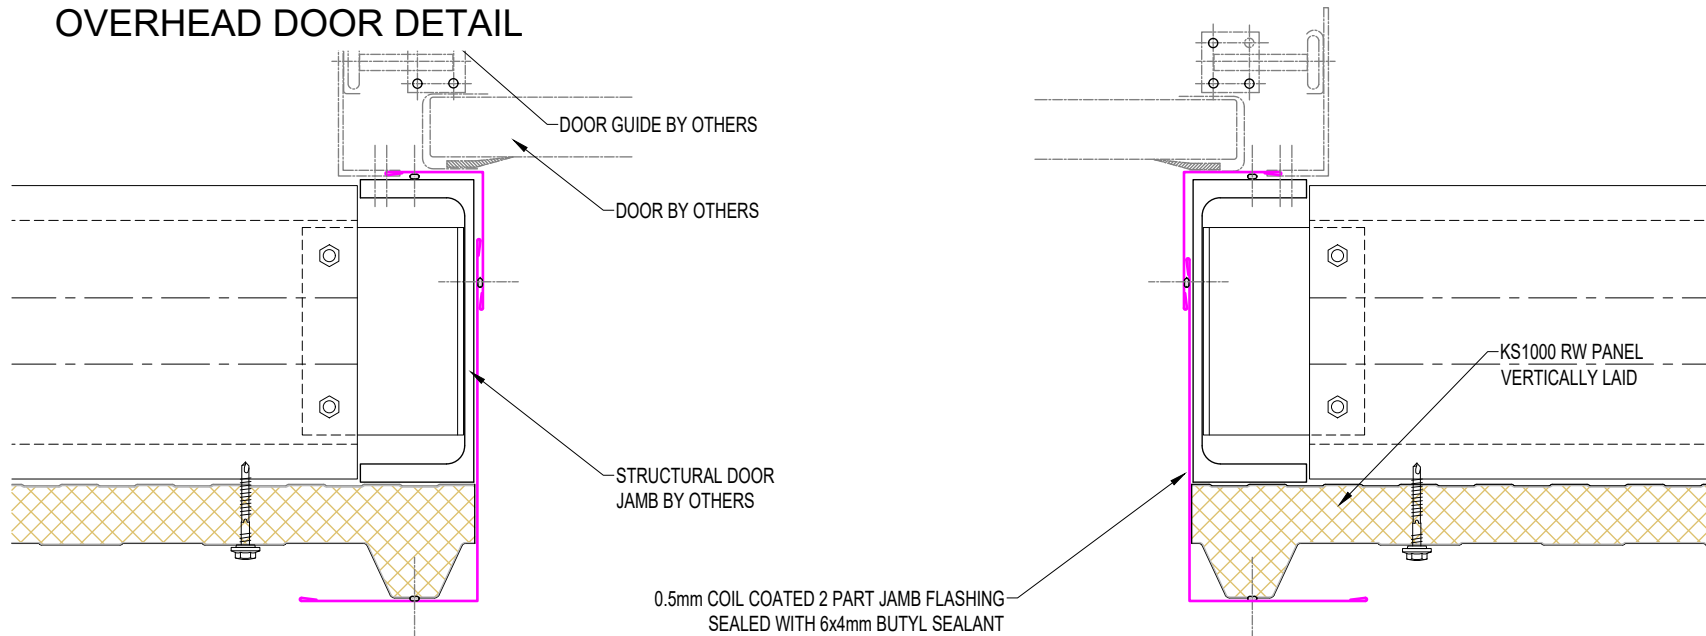 OVERHEAD DOOR DETAIL
DOOR GUIDE BY OTHERS
DOOR BY OTHERS
KS1000 RW PANEL
VERTICALLY LAID
STRUCTURAL DOOR
JAMB BY OTHERS
0.5mm COIL COATED 2 PART JAMB FLASHING
SEALED WITH 6x4mm BUTYL SEALANT